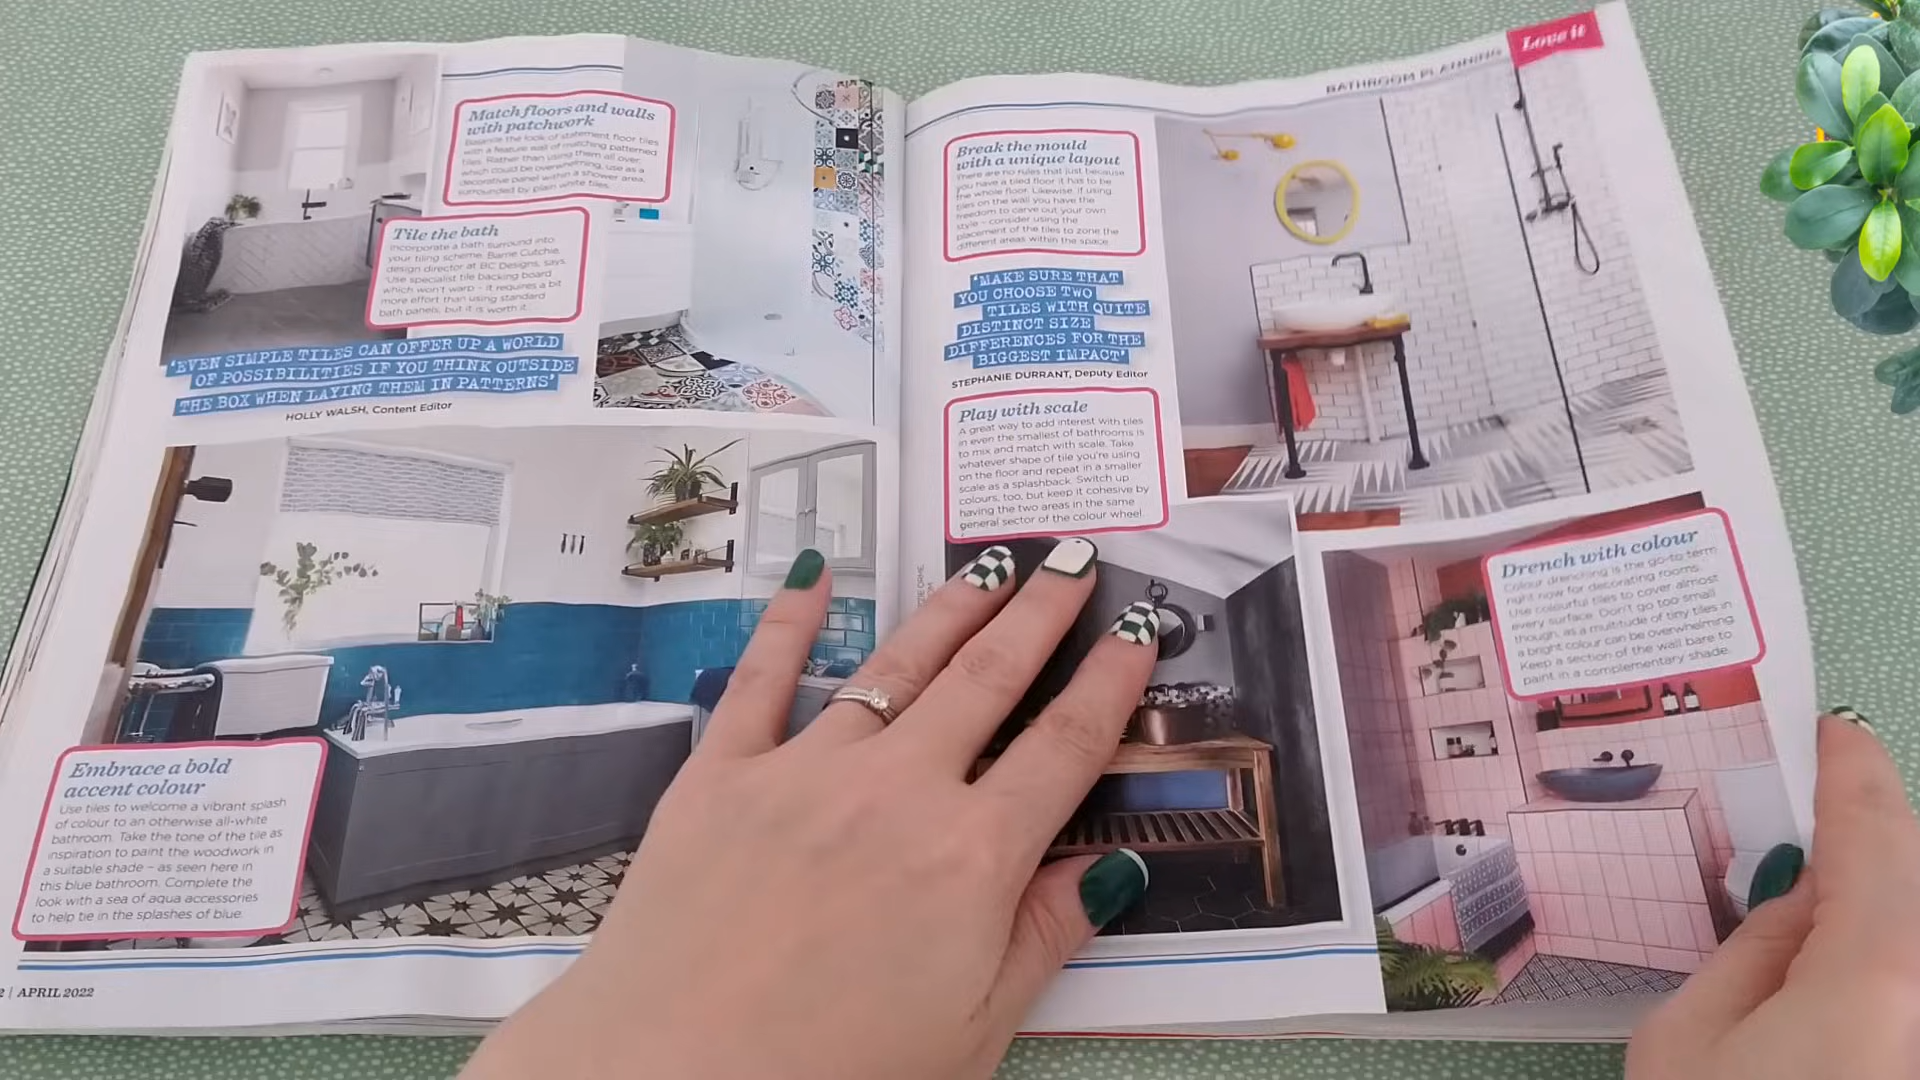 Match floors and walls
with patchwork
Balance the look of statement floor tiles
with a feature wall of matching patterned
tiles. Rather than using them all over,
which could be overwhelming, use as a
decorative panel within a shower area,
surrounded by plain white tiles.
Tile the bath
Incorporate a bath surround into
your tiling scheme. Barrie Cutchie,
design director at BC Designs, says,
'Use specialist tile backing board
which won't warp – it requires a bit
more effort than using standard
bath panels, but it is worth it.'
'EVEN SIMPLE TILES CAN OFFER UP A WORLD
OF POSSIBILITIES IF YOU THINK OUTSIDE
THE BOX WHEN LAYING THEM IN PATTERNS'
HOLLY WALSH, Content Editor
Embrace a bold
accent colour
Use tiles to welcome a vibrant splash
of colour to an otherwise all-white
bathroom. Take the tone of the tile as
inspiration to paint the woodwork in
a suitable shade – as seen here in
this blue bathroom. Complete the
look with a sea of aqua accessories
to help tie in the splashes of blue.
2 | APRIL 2022
BATHROOM PLANNING
Love it
Break the mould
with a unique layout
There are no rules that just because
you have a tiled floor it has to be
the whole floor. Likewise, if using
tiles on the wall you have the
freedom to carve out your own
style – consider using the
placement of the tiles to zone the
different areas within the space.
'MAKE SURE THAT
YOU CHOOSE TWO
TILES WITH QUITE
DISTINCT SIZE
DIFFERENCES FOR THE
BIGGEST IMPACT'
STEPHANIE DURRANT, Deputy Editor
Play with scale
A great way to add interest with tiles
in even the smallest of bathrooms is
to mix and match with scale. Take
whatever shape of tile you're using
on the floor and repeat in a smaller
scale as a splashback. Switch up
colours, too, but keep it cohesive by
having the two areas in the same
general sector of the colour wheel.
Drench with colour
Colour drenching is the go-to term
right now for decorating rooms.
Use colourful tiles to cover almost
every surface. Don't go too small
though, as a multitude of tiny tiles in
a bright colour can be overwhelming.
Keep a section of the wall bare to
paint in a complementary shade.